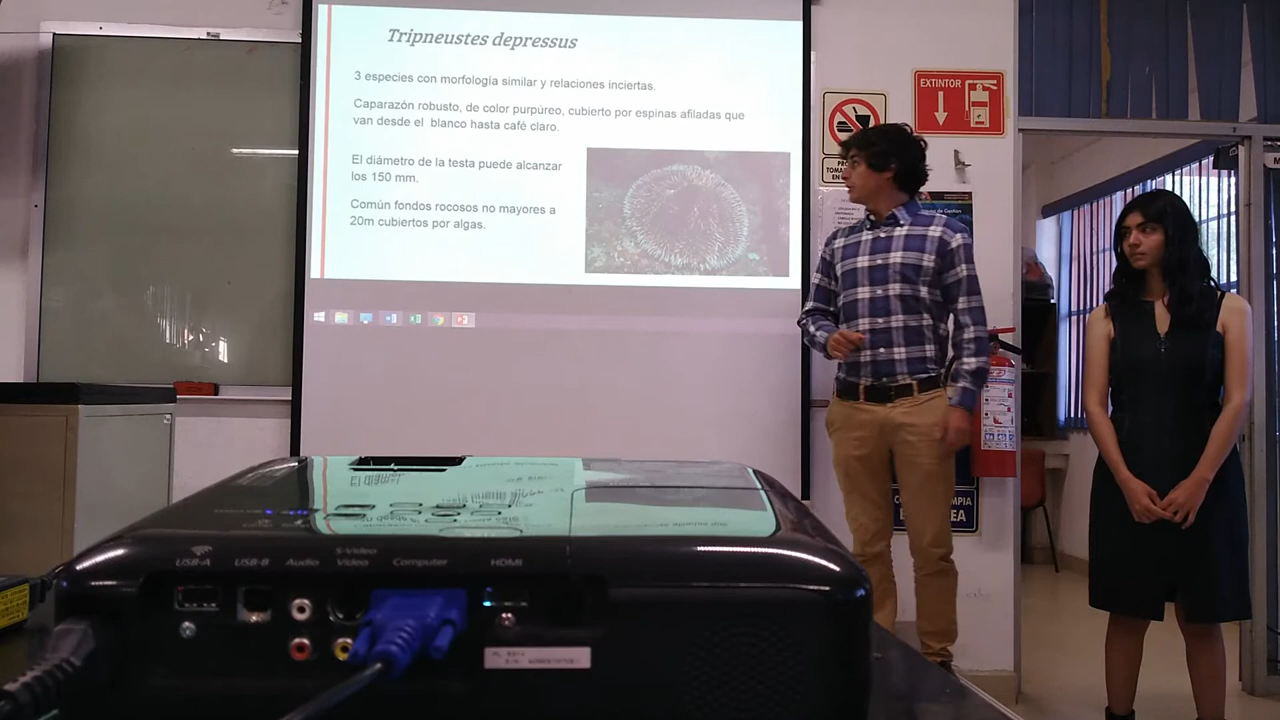 Tripneustes depressus
3 especies con morfología similar y relaciones inciertas.
Caparazón robusto, de color purpúreo, cubierto por espinas afiladas que
van desde el blanco hasta café claro.
El diámetro de la testa puede alcanzar
los 150 mm.
Común fondos rocosos no mayores a
20m cubiertos por algas.
EXTINTOR
USB-A
USB-B
Audio
S-Video
Video
Computer
HDMI